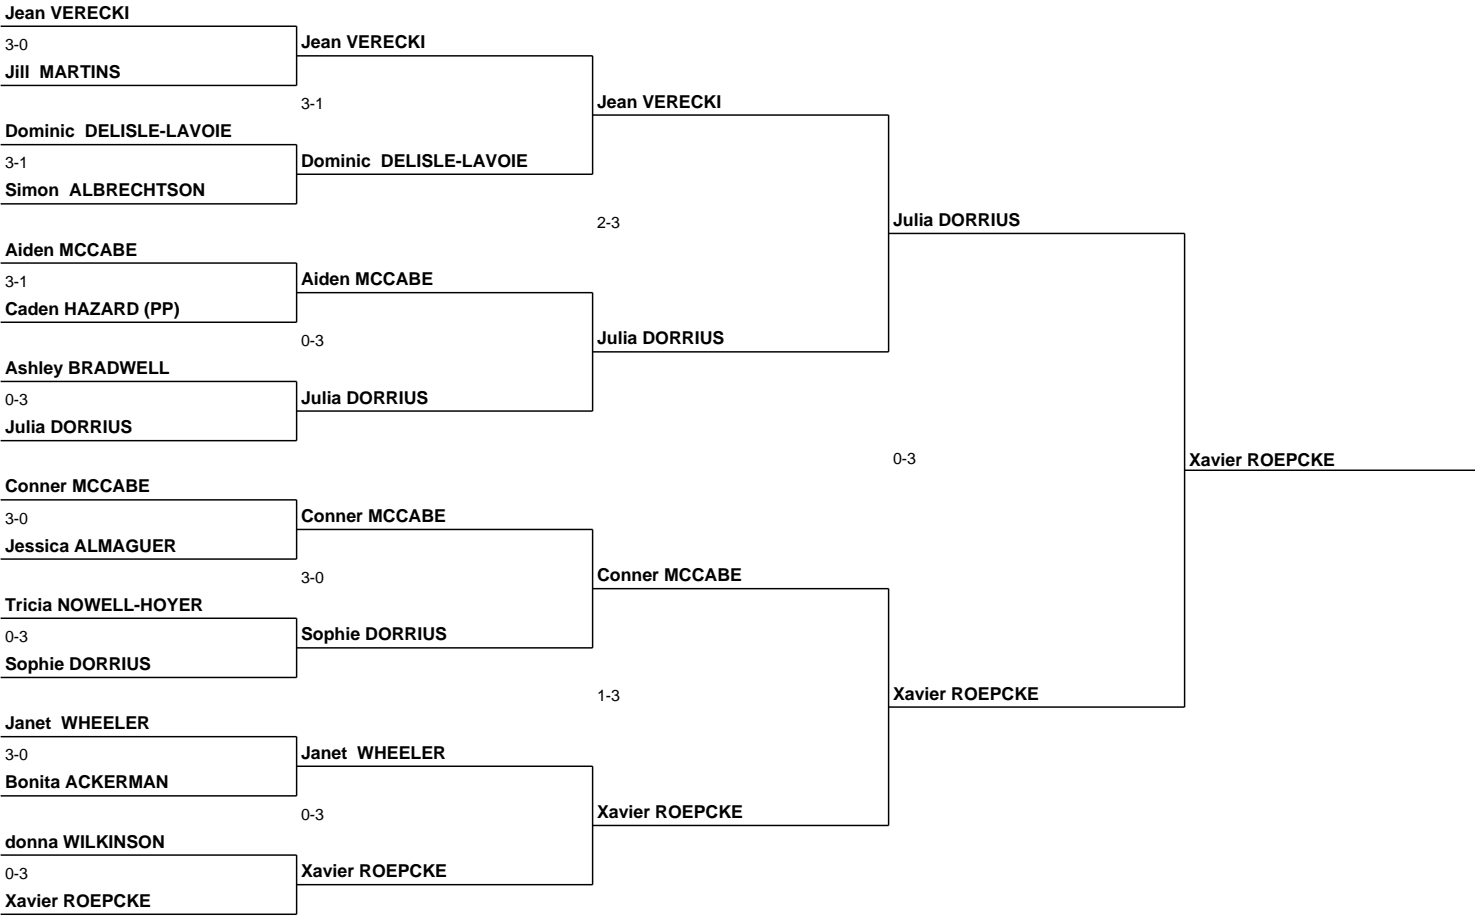 Jean VERECKI
3-0
Jill  MARTINS
Dominic  DELISLE-LAVOIE
3-1
Simon  ALBRECHTSON
Aiden MCCABE
3-1
Caden HAZARD (PP)
Ashley BRADWELL
0-3
Julia DORRIUS
Conner MCCABE
3-0
Jessica ALMAGUER
Tricia NOWELL-HOYER
0-3
Sophie DORRIUS
Janet  WHEELER
3-0
Bonita ACKERMAN
donna WILKINSON
0-3
Xavier ROEPCKE
Jean VERECKI
3-1
Dominic  DELISLE-LAVOIE
Aiden MCCABE
0-3
Julia DORRIUS
Conner MCCABE
3-0
Sophie DORRIUS
Janet  WHEELER
0-3
Xavier ROEPCKE
Jean VERECKI
2-3
Julia DORRIUS
Conner MCCABE
1-3
Xavier ROEPCKE
Julia DORRIUS
0-3
Xavier ROEPCKE
Xavier ROEPCKE